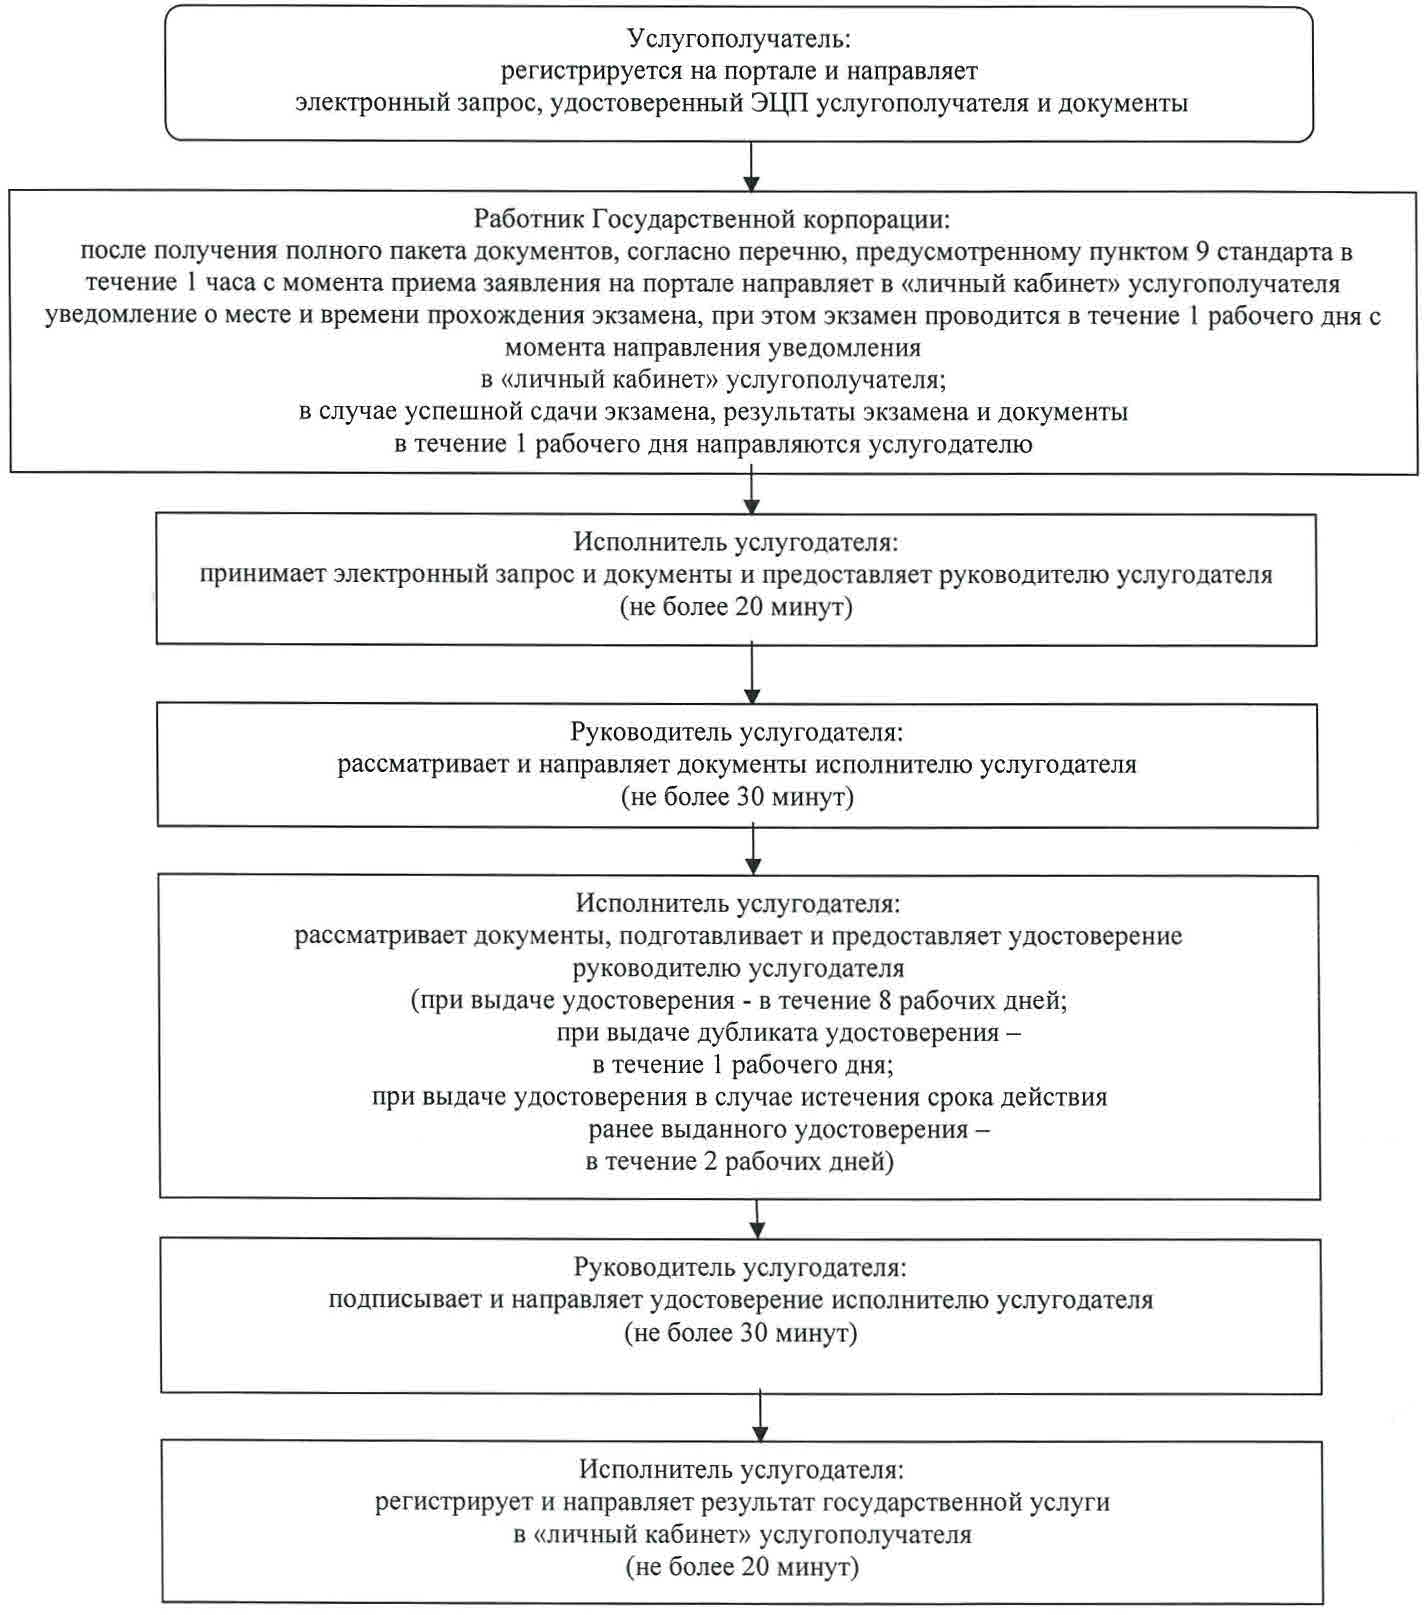 Услугополучатель:
регистрируется на портале и направляет
электронный запрос, удостоверенный ЭЦП услугополучателя и документы
Работник Государственной корпорации:
после получения полного пакета документов, согласно перечню, предусмотренному пунктом 9 стандарта в
течение 1 часа с момента приема заявления на портале направляет в «личный кабинет» услугополучателя
уведомление о месте и времени прохождения экзамена, при этом экзамен проводится в течение 1 рабочего дня с
момента направления уведомления
в «личный кабинет» услугополучателя;
в случае успешной сдачи экзамена, результаты экзамена и документы
в течение 1 рабочего дня направляются услугодателю
Исполнитель услугодателя:
принимает электронный запрос и документы и предоставляет руководителю услугодателя
(не более 20 минут)
Руководитель услугодателя:
рассматривает и направляет документы исполнителю услугодателя
(не более 30 минут)
Исполнитель услугодателя:
рассматривает документы, подготавливает и предоставляет удостоверение
руководителю услугодателя
(при выдаче удостоверения - в течение 8 рабочих дней;
при выдаче дубликата удостоверения –
в течение 1 рабочего дня;
при выдаче удостоверения в случае истечения срока действия
ранее выданного удостоверения –
в течение 2 рабочих дней)
Руководитель услугодателя:
подписывает и направляет удостоверение исполнителю услугодателя
(не более 30 минут)
Исполнитель услугодателя:
регистрирует и направляет результат государственной услуги
в «личный кабинет» услугополучателя
(не более 20 минут)